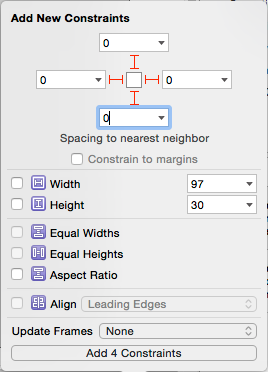 Add New Constraints
0
0 0
0
Spacing to nearest neighbor
Constrain to margins
Width 97
Height 30
Equal Widths
Equal Heights
Aspect Ratio
Align Leading Edges
Update Frames None
Add 4 Constraints